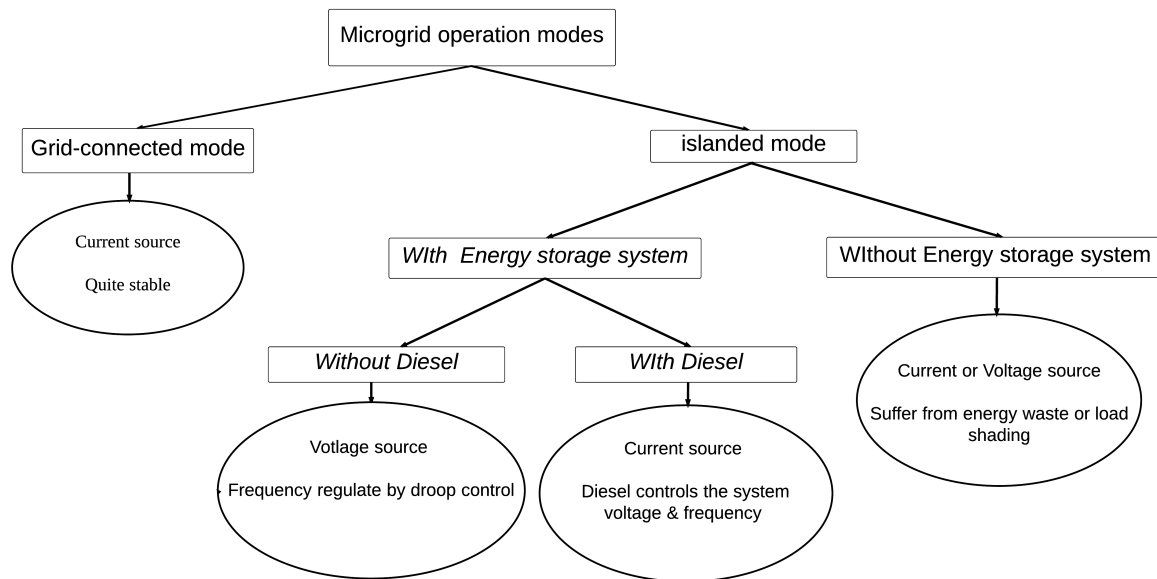 Microgrid operation modes
Grid-connected mode
islanded mode
Current source
Quite stable
WIth Energy storage system
WIthout Energy storage system
Without Diesel
WIth Diesel
Current or Voltage source
Suffer from energy waste or load
shading
Votlage source
Frequency regulate by droop control
Current source
Diesel controls the system
voltage & frequency